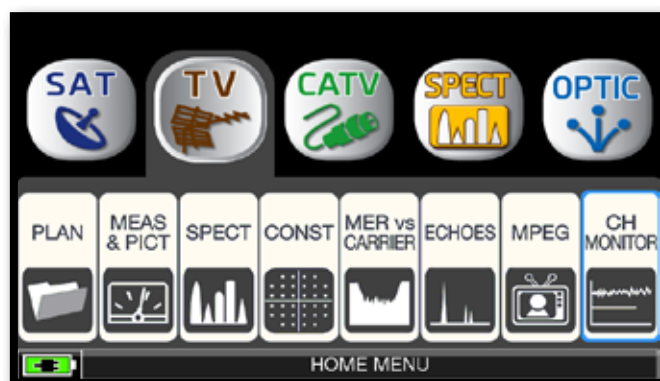 SAT TV CATV SPECT OPTIC
PLAN MEAS & PICT SPECT CONST MER vs CARRIER ECHOES MPEG CH MONITOR
HOME MENU